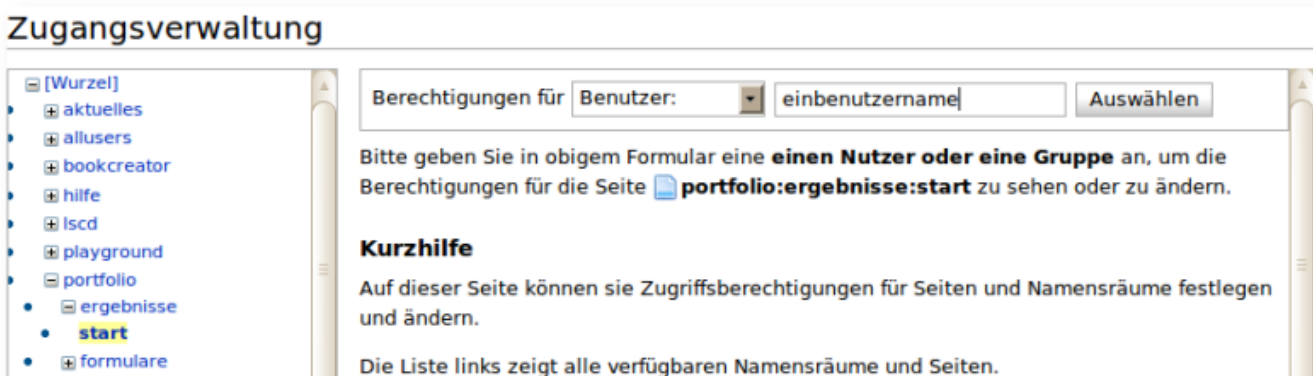 Zugangsverwaltung
[Wurzel]
aktuelles
allusers
bookcreator
hilfe
lscd
playground
portfolio
ergebnisse
start
formulare
Berechtigungen für Benutzer: einbenutzername Auswählen
Bitte geben Sie in obigem Formular eine einen Nutzer oder eine Gruppe an, um die
Berechtigungen für die Seite portfolio:ergebnisse:start zu sehen oder zu ändern.
Kurzhilfe
Auf dieser Seite können sie Zugriffsberechtigungen für Seiten und Namensräume festlegen
und ändern.
Die Liste links zeigt alle verfügbaren Namensräume und Seiten.